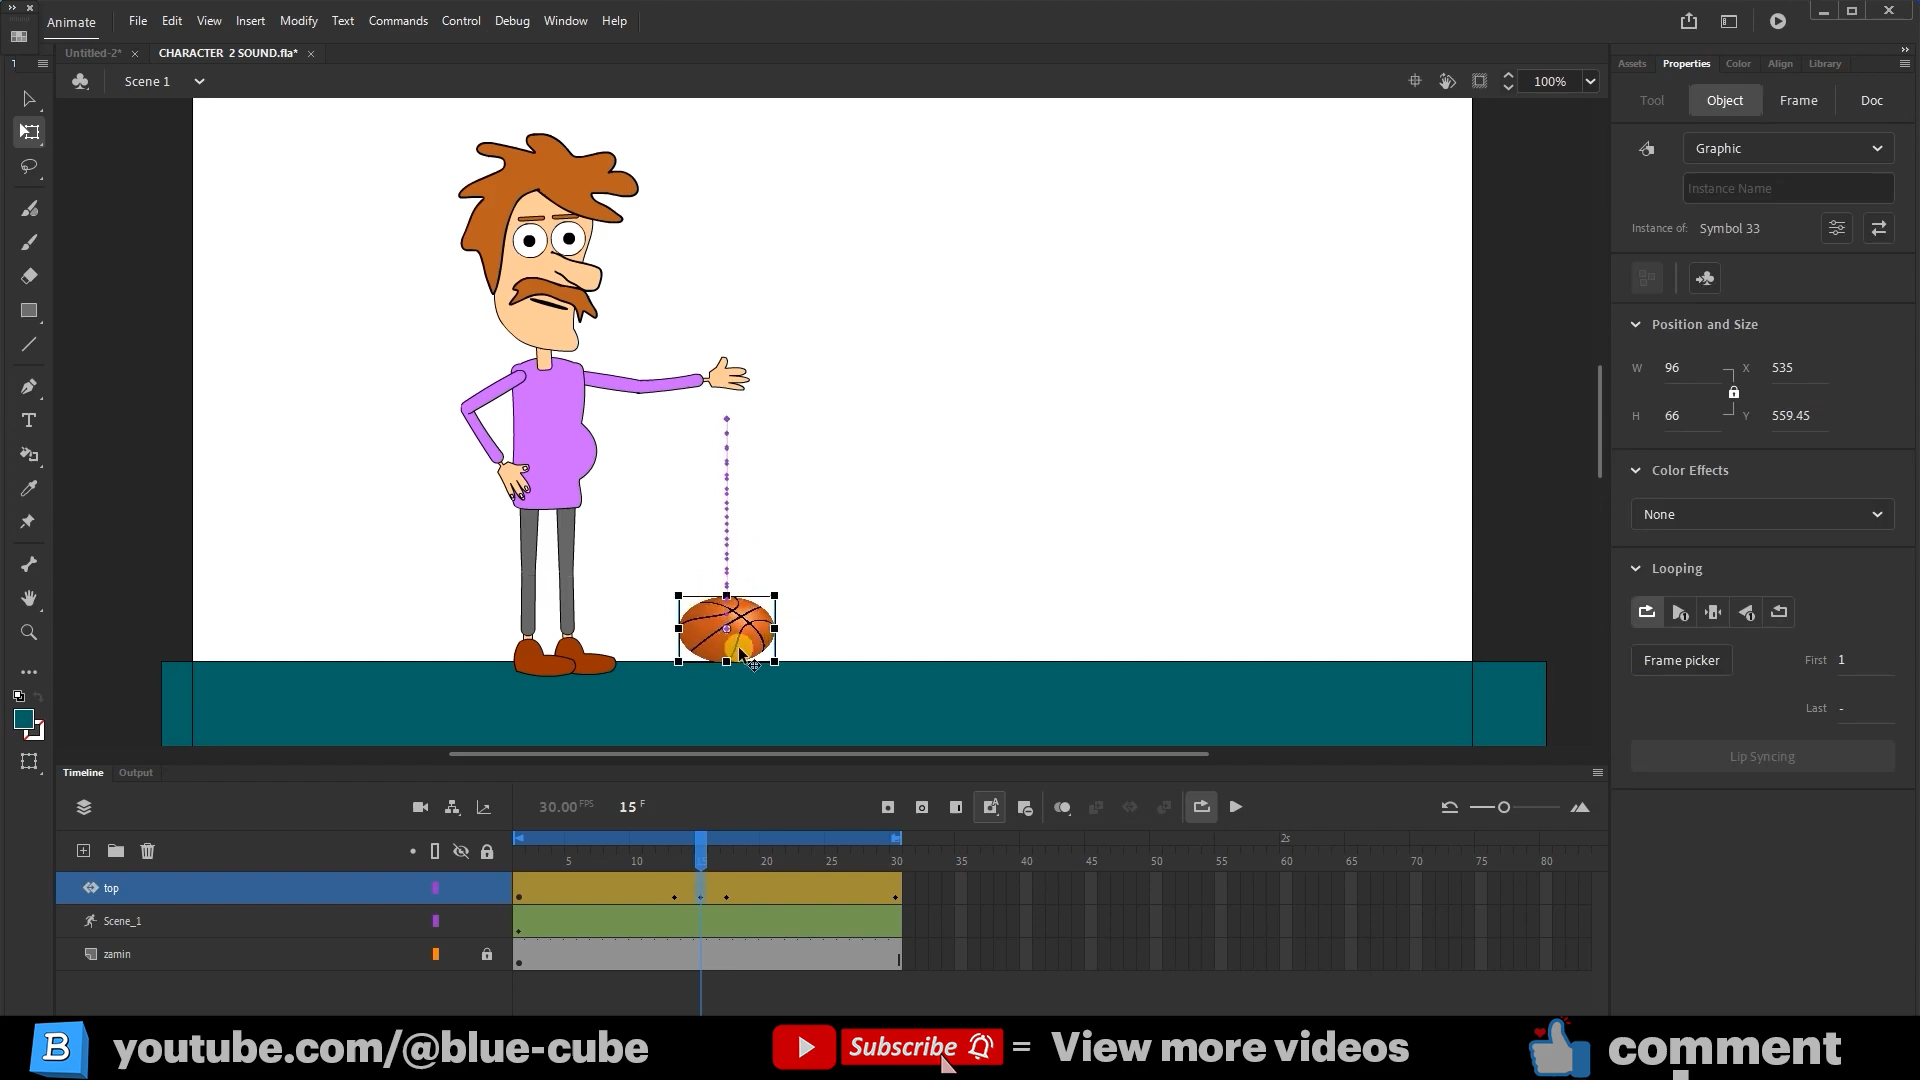 Animate File Edit View Insert Modify Text Commands Control Debug Window Help
Untitled-2* × CHARACTER 2 SOUND.fla* ×
Scene 1
100%
Assets Properties Color Align Library
Tool Object Frame Doc
Graphic
Instance Name
Instance of: Symbol 33
Position and Size
W 96 X 535
H 66 Y 559.45
Color Effects
None
Looping
Frame picker First 1
Last -
Lip Syncing
Timeline Output
30.00 FPS 15 F
2s
5 10 15 20 25 30 35 40 45 50 55 60 65 70 75 80
top
Scene_1
zamin
B youtube.com/@blue-cube Subscribe = View more videos comment